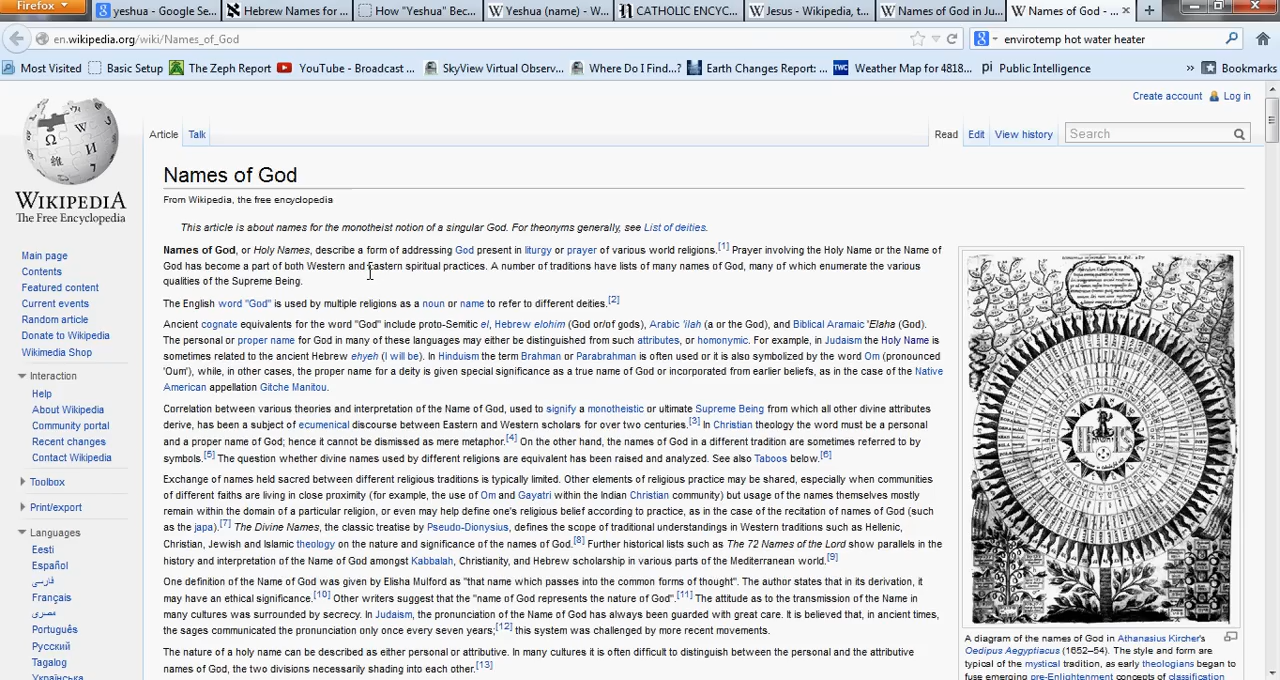 Firefox
yeshua - Google Se...
Hebrew Names for ...
How "Yeshua" Bec...
Yeshua (name) - W...
CATHOLIC ENCYC...
Jesus - Wikipedia, t...
Names of God in Ju...
Names of God - ...
en.wikipedia.org/wiki/Names_of_God
envirotemp hot water heater
Most Visited
Basic Setup
The Zeph Report
YouTube - Broadcast ...
SkyView Virtual Observ...
Where Do I Find...?
Earth Changes Report: ...
TWC
Weather Map for 4818...
pi Public Intelligence
»
Bookmarks
Create account
Log in
Article
Talk
Read
Edit
View history
Search
WIKIPEDIA
The Free Encyclopedia
Main page
Contents
Featured content
Current events
Random article
Donate to Wikipedia
Wikimedia Shop
Interaction
Help
About Wikipedia
Community portal
Recent changes
Contact Wikipedia
Toolbox
Print/export
Languages
Eesti
Español
فارسی
Français
مصرى
Português
Русский
Tagalog
Українська
Names of God
From Wikipedia, the free encyclopedia
This article is about names for the monotheist notion of a singular God. For theonyms generally, see List of deities.
Names of God, or Holy Names, describe a form of addressing God present in liturgy or prayer of various world religions.[1] Prayer involving the Holy Name or the Name of
God has become a part of both Western and Eastern spiritual practices. A number of traditions have lists of many names of God, many of which enumerate the various
qualities of the Supreme Being.
The English word "God" is used by multiple religions as a noun or name to refer to different deities.[2]
Ancient cognate equivalents for the word "God" include proto-Semitic el, Hebrew elohim (God or/of gods), Arabic 'ilah (a or the God), and Biblical Aramaic 'Elaha (God).
The personal or proper name for God in many of these languages may either be distinguished from such attributes, or homonymic. For example, in Judaism the Holy Name is
sometimes related to the ancient Hebrew ehyeh (I will be). In Hinduism the term Brahman or Parabrahman is often used or it is also symbolized by the word Om (pronounced
'Oum'), while, in other cases, the proper name for a deity is given special significance as a true name of God or incorporated from earlier beliefs, as in the case of the Native
American appellation Gitche Manitou.
Correlation between various theories and interpretation of the Name of God, used to signify a monotheistic or ultimate Supreme Being from which all other divine attributes
derive, has been a subject of ecumenical discourse between Eastern and Western scholars for over two centuries.[3] In Christian theology the word must be a personal
and a proper name of God; hence it cannot be dismissed as mere metaphor.[4] On the other hand, the names of God in a different tradition are sometimes referred to by
symbols.[5] The question whether divine names used by different religions are equivalent has been raised and analyzed. See also Taboos below.[6]
Exchange of names held sacred between different religious traditions is typically limited. Other elements of religious practice may be shared, especially when communities
of different faiths are living in close proximity (for example, the use of Om and Gayatri within the Indian Christian community) but usage of the names themselves mostly
remain within the domain of a particular religion, or even may help define one's religious belief according to practice, as in the case of the recitation of names of God (such
as the japa).[7] The Divine Names, the classic treatise by Pseudo-Dionysius, defines the scope of traditional understandings in Western traditions such as Hellenic,
Christian, Jewish and Islamic theology on the nature and significance of the names of God.[8] Further historical lists such as The 72 Names of the Lord show parallels in the
history and interpretation of the Name of God amongst Kabbalah, Christianity, and Hebrew scholarship in various parts of the Mediterranean world.[9]
One definition of the Name of God was given by Elisha Mulford as "that name which passes into the common forms of thought". The author states that in its derivation, it
may have an ethical significance.[10] Other writers suggest that the "name of God represents the nature of God".[11] The attitude as to the transmission of the Name in
many cultures was surrounded by secrecy. In Judaism, the pronunciation of the Name of God has always been guarded with great care. It is believed that, in ancient times,
the sages communicated the pronunciation only once every seven years;[12] this system was challenged by more recent movements.
The nature of a holy name can be described as either personal or attributive. In many cultures it is often difficult to distinguish between the personal and the attributive
names of God, the two divisions necessarily shading into each other.[13]
IHS
A diagram of the names of God in Athanasius Kircher's
Oedipus Aegyptiacus (1652–54). The style and form are
typical of the mystical tradition, as early theologians began to
fuse emerging pre-Enlightenment concepts of classification